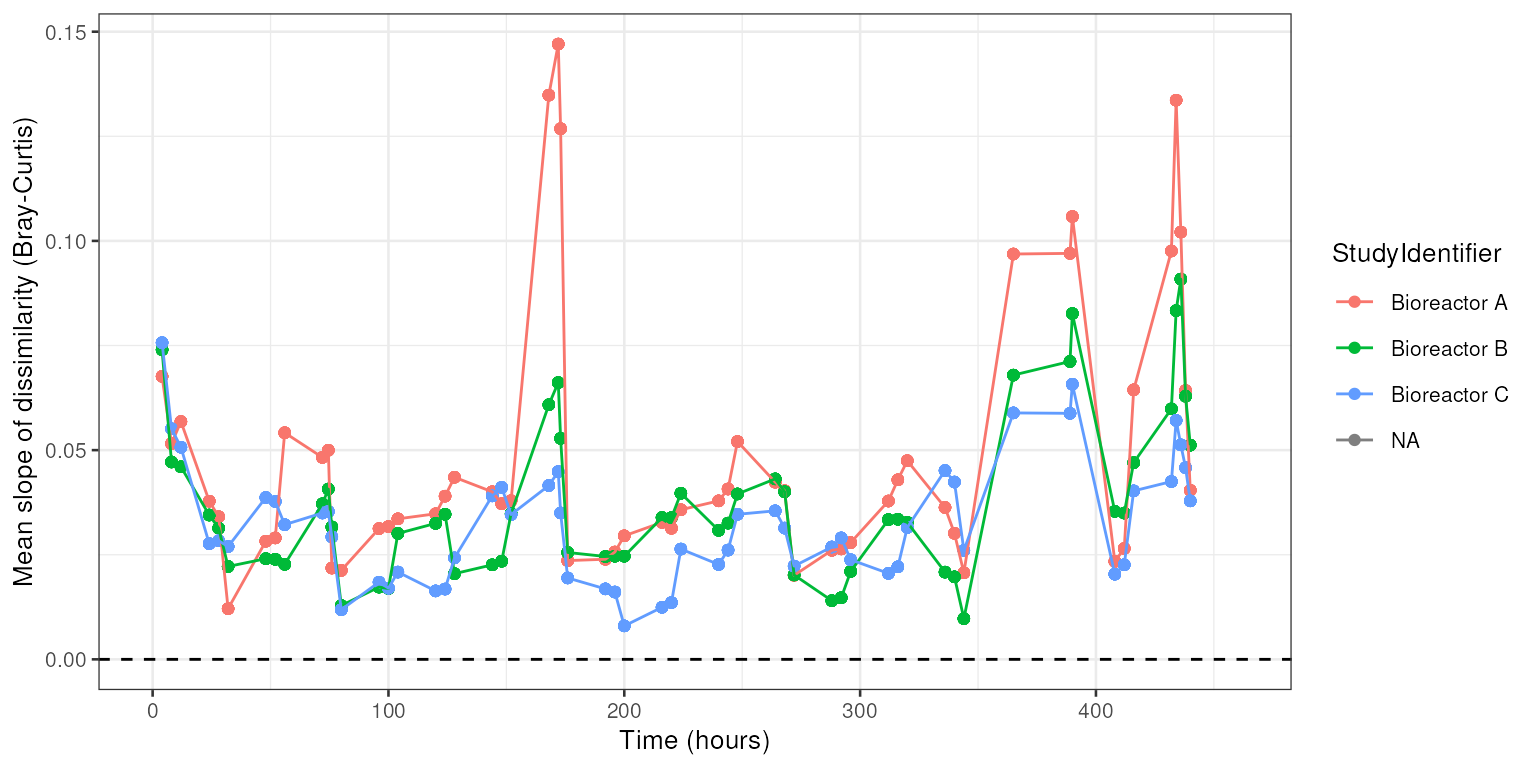 Mean slope of dissimilarity (Bray-Curtis)
0.15
0.10
0.05
0.00
0 100 200 300 400
Time (hours)
StudyIdentifier
Bioreactor A
Bioreactor B
Bioreactor C
NA